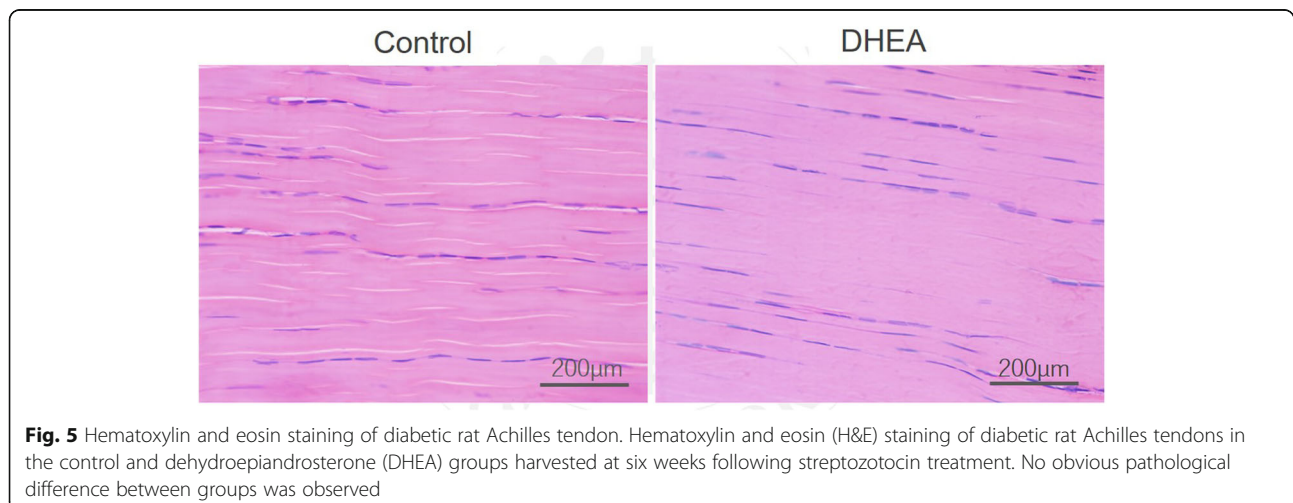 Control DHEA
200µm 200µm
Fig. 5 Hematoxylin and eosin staining of diabetic rat Achilles tendon. Hematoxylin and eosin (H&E) staining of diabetic rat Achilles tendons in
the control and dehydroepiandrosterone (DHEA) groups harvested at six weeks following streptozotocin treatment. No obvious pathological
difference between groups was observed